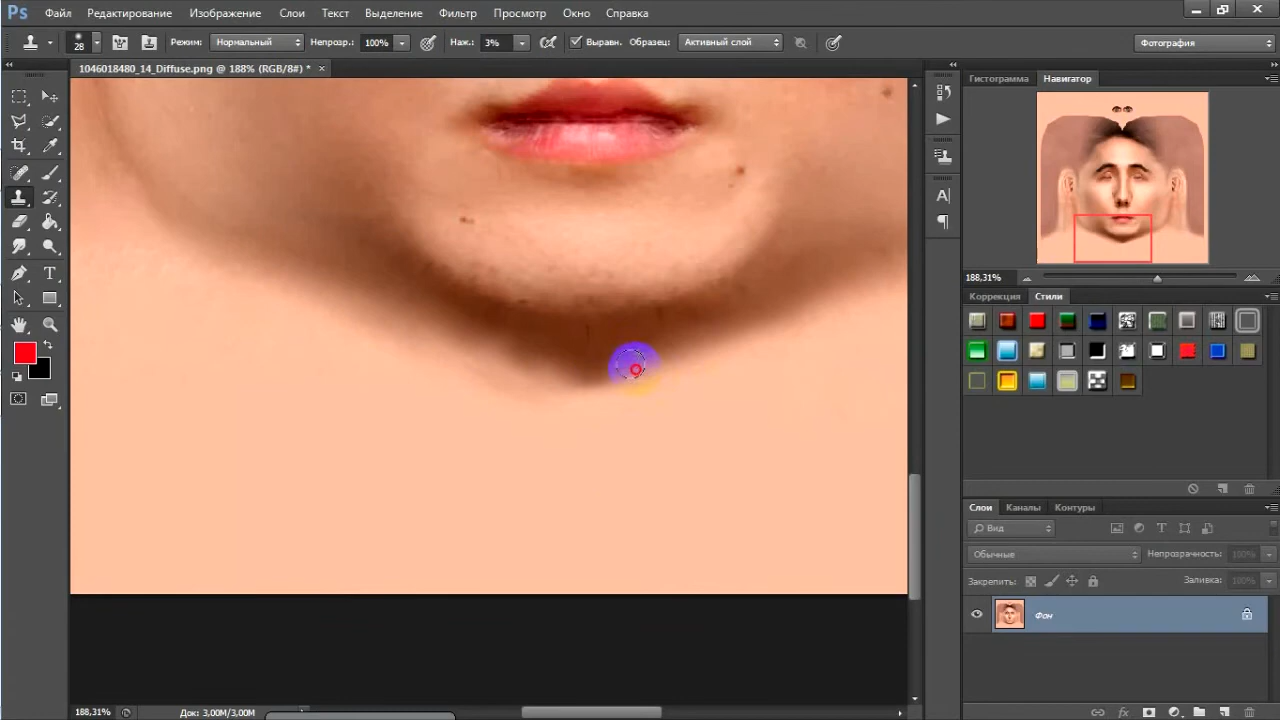 Ps Файл Редактирование Изображение Слои Текст Выделение Фильтр Просмотр Окно Справка
28 Режим: Нормальный Непрозр.: 100% Наж.: 3% Выравн. Образец: Активный слой Фотография
1046018480_14_Diffuse.png @ 188% (RGB/8#) * ×
Гистограмма Навигатор
188,31%
Коррекция Стили
Слои Каналы Контуры
Вид
Обычные Непрозрачность: 100%
Закрепить: Заливка: 100%
Фон
188,31% Док: 3,00M/3,00M
fx